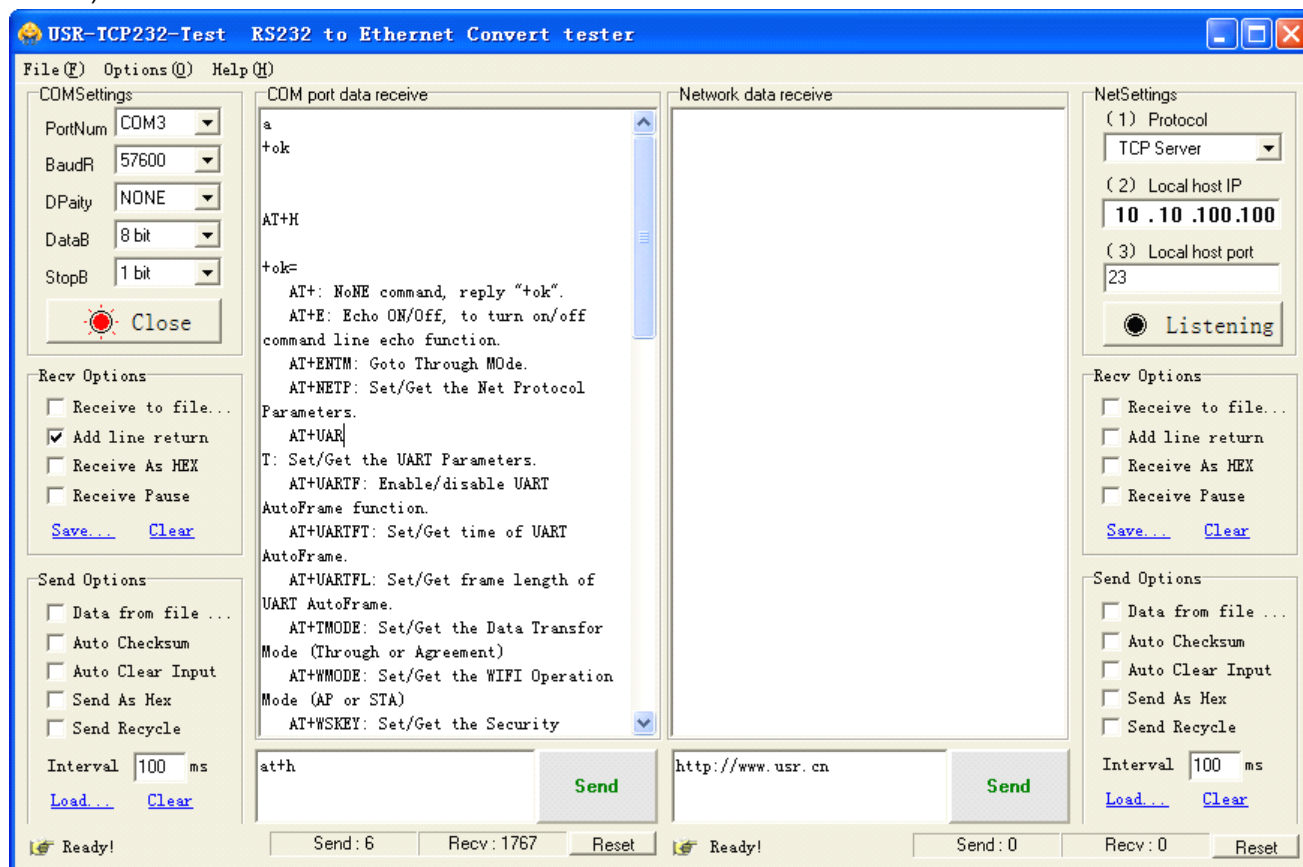 USR-TCP232-Test RS232 to Ethernet Convert tester
File(F) Options(O) Help(H)
COMSettings
PortNum COM3
BaudR 57600
DPaity NONE
DataB 8 bit
StopB 1 bit
Close
Recv Options
Receive to file...
Add line return
Receive As HEX
Receive Pause
Save... Clear
Send Options
Data from file ...
Auto Checksum
Auto Clear Input
Send As Hex
Send Recycle
Interval 100 ms
Load... Clear
COM port data receive
a
+ok
AT+H
+ok=
AT+: NoNE command, reply "+ok".
AT+E: Echo ON/Off, to turn on/off
command line echo function.
AT+ENTM: Goto Through MOde.
AT+NETP: Set/Get the Net Protocol
Parameters.
AT+UAR
T: Set/Get the UART Parameters.
AT+UARTF: Enable/disable UART
AutoFrame function.
AT+UARTFT: Set/Get time of UART
AutoFrame.
AT+UARTFL: Set/Get frame length of
UART AutoFrame.
AT+TMODE: Set/Get the Data Transfor
Mode (Through or Agreement)
AT+WMODE: Set/Get the WIFI Operation
Mode (AP or STA)
AT+WSKEY: Set/Get the Security
at+h
Send
Network data receive
http://www.usr.cn
Send
NetSettings
(1) Protocol
TCP Server
(2) Local host IP
10 .10 .100.100
(3) Local host port
23
Listening
Recv Options
Receive to file...
Add line return
Receive As HEX
Receive Pause
Save... Clear
Send Options
Data from file ...
Auto Checksum
Auto Clear Input
Send As Hex
Send Recycle
Interval 100 ms
Load... Clear
Ready! Send : 6 Recv : 1767 Reset
Ready! Send : 0 Recv : 0 Reset